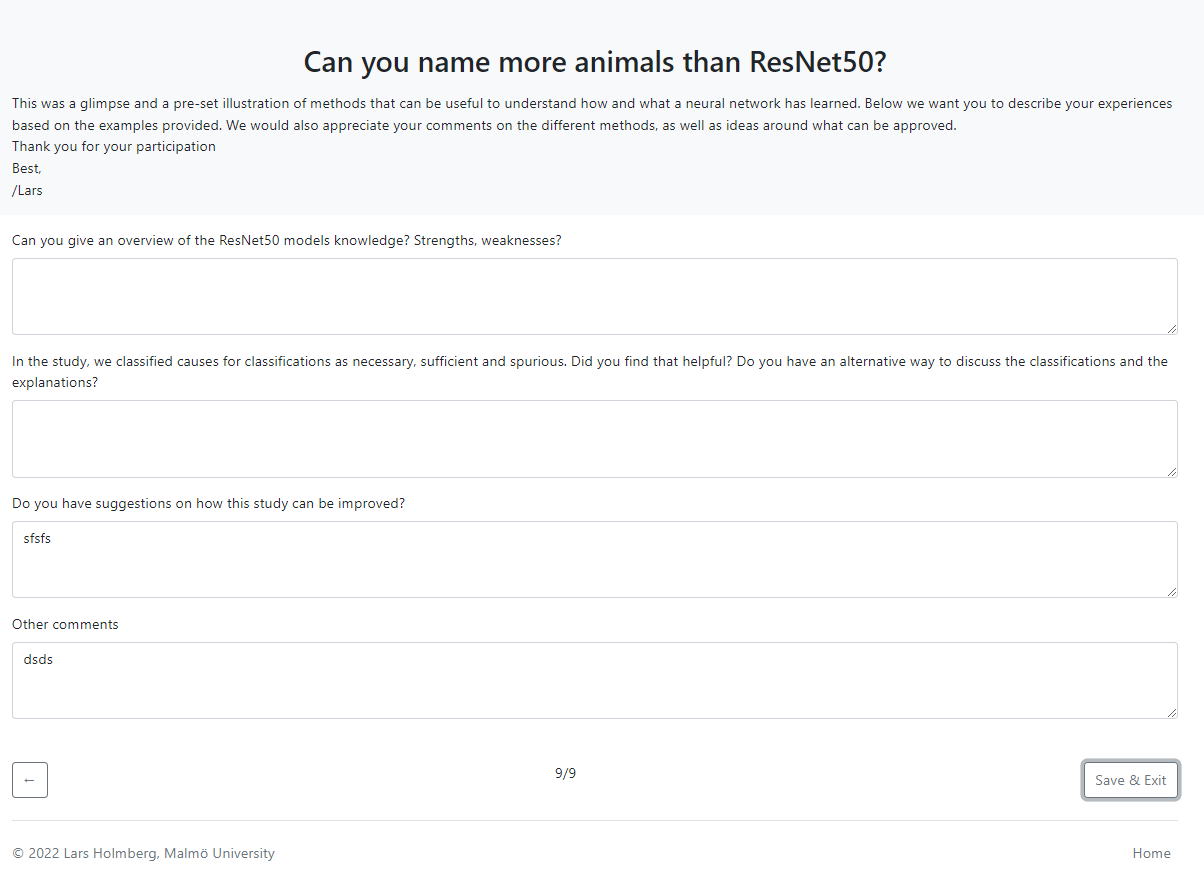 Can you name more animals than ResNet50?
This was a glimpse and a pre-set illustration of methods that can be useful to understand how and what a neural network has learned. Below we want you to describe your experiences
based on the examples provided. We would also appreciate your comments on the different methods, as well as ideas around what can be approved.
Thank you for your participation
Best,
/Lars
Can you give an overview of the ResNet50 models knowledge? Strengths, weaknesses?
In the study, we classified causes for classifications as necessary, sufficient and spurious. Did you find that helpful? Do you have an alternative way to discuss the classifications and the
explanations?
Do you have suggestions on how this study can be improved?
sfsfs
Other comments
dsds
←
9/9
Save & Exit
© 2022 Lars Holmberg, Malmö University
Home